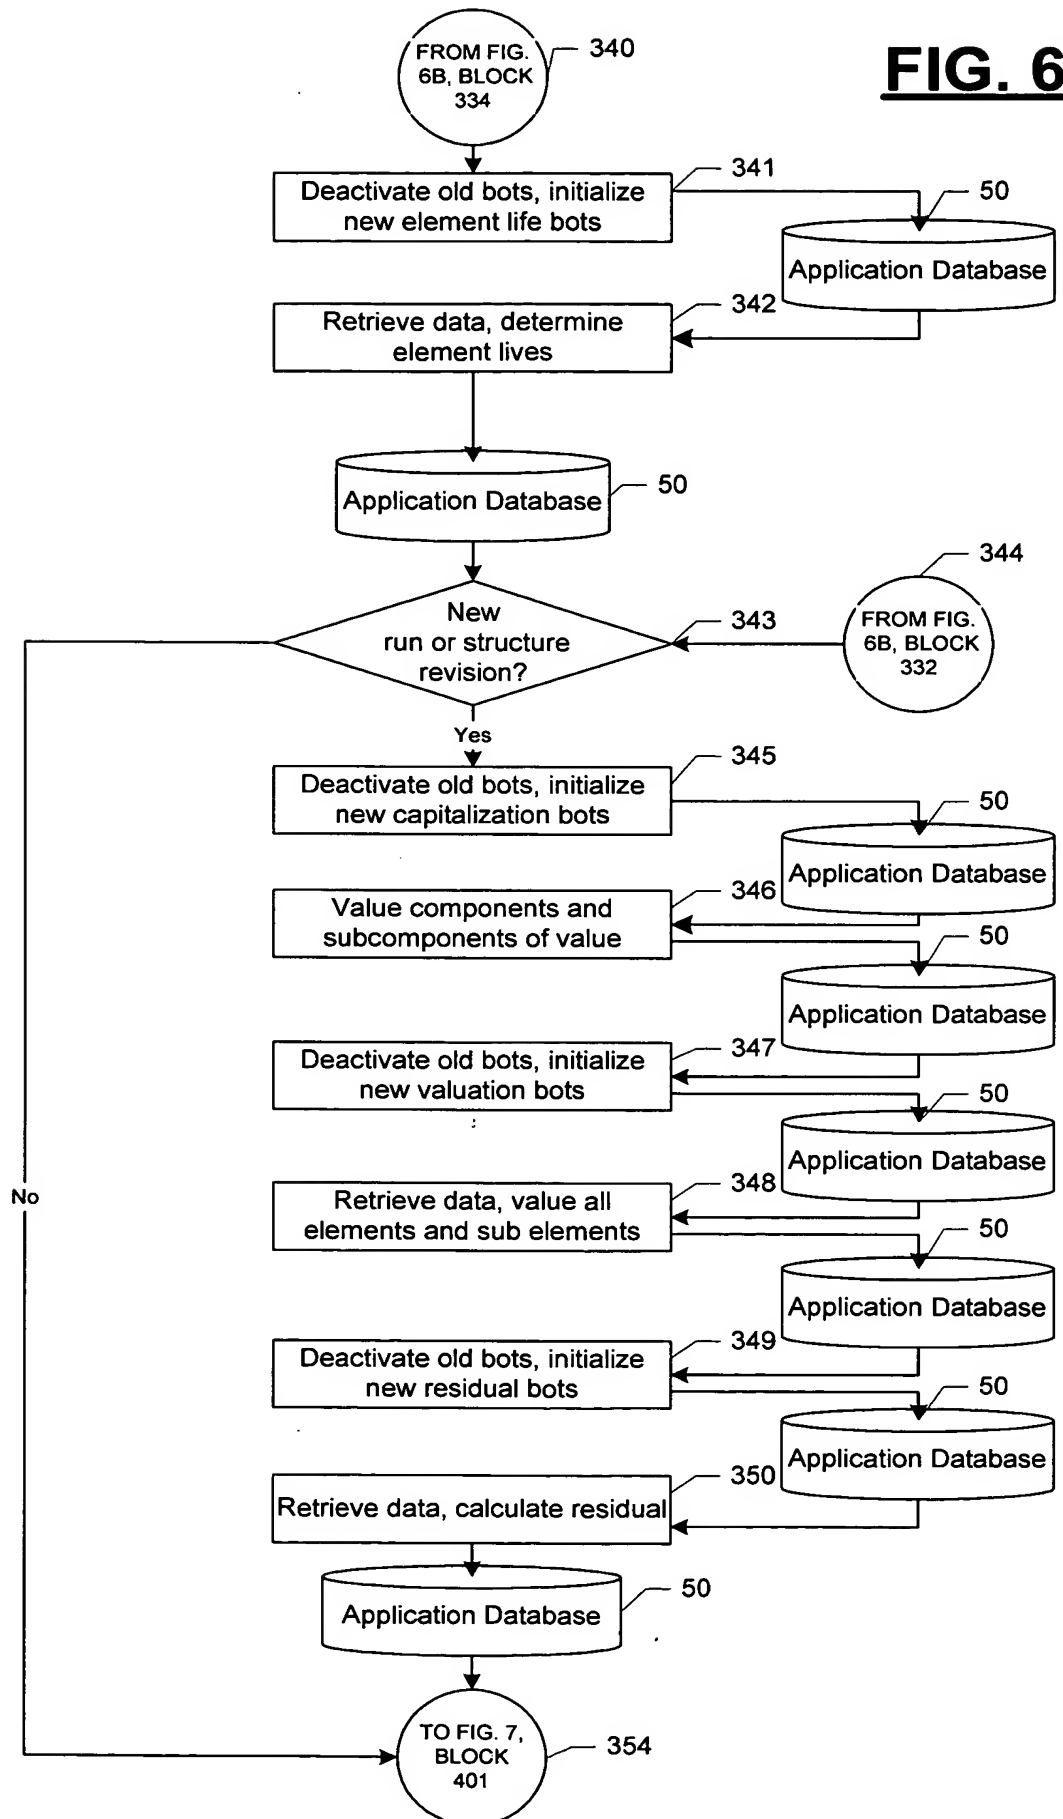 FROM FIG.
6B, BLOCK
334
340
FIG. 6
Deactivate old bots, initialize
new element life bots
341
50
Application Database
Retrieve data, determine
element lives
342
Application Database
50
New
run or structure
revision?
343
344
FROM FIG.
6B, BLOCK
332
Yes
Deactivate old bots, initialize
new capitalization bots
345
50
Application Database
Value components and
subcomponents of value
346
50
Application Database
Deactivate old bots, initialize
new valuation bots
347
50
Application Database
No
Retrieve data, value all
elements and sub elements
348
50
Application Database
Deactivate old bots, initialize
new residual bots
349
50
Application Database
Retrieve data, calculate residual
350
Application Database
50
TO FIG. 7,
BLOCK
401
354